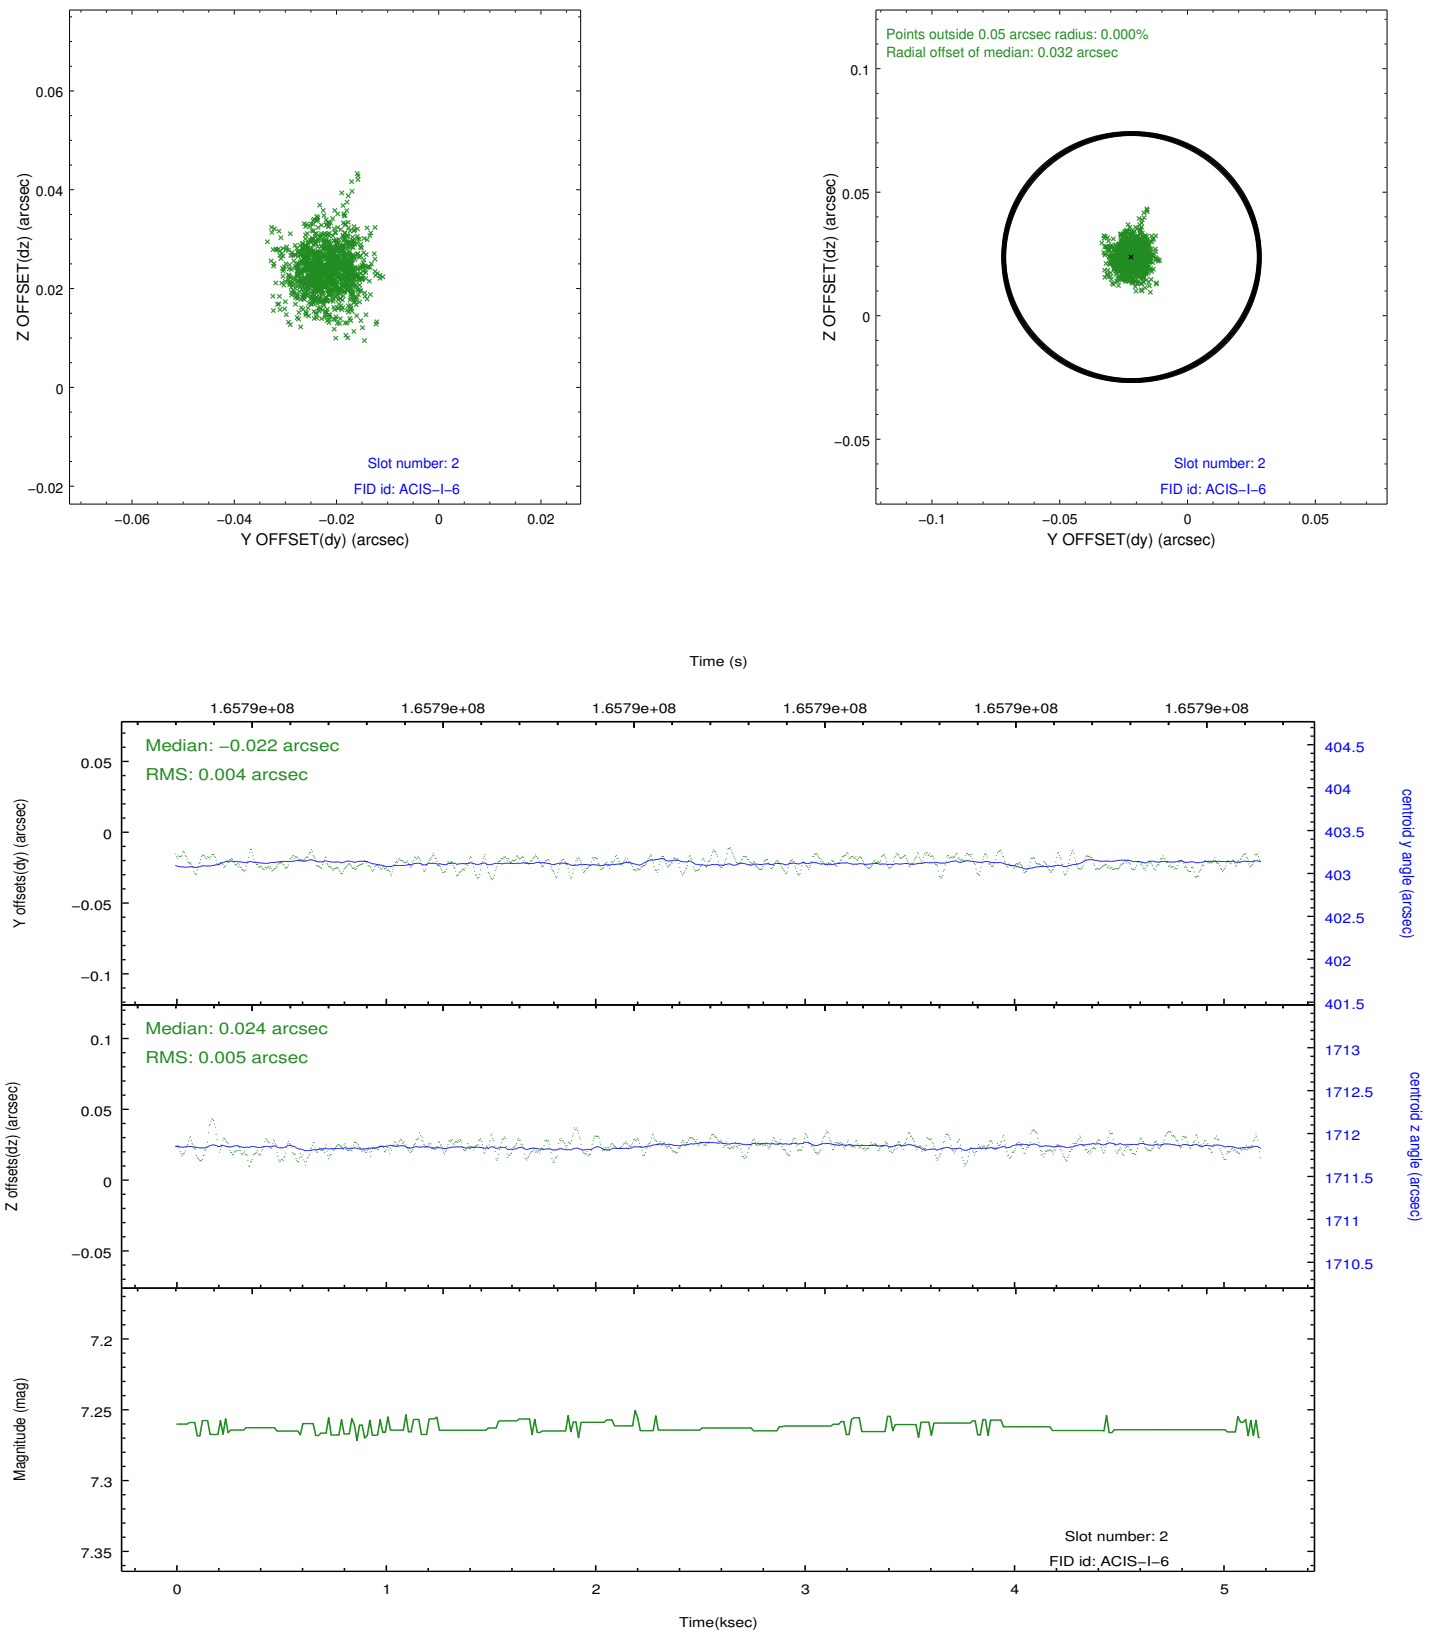 0.06
0.04
0.02
0
−0.02
Z OFFSET(dz) (arcsec)
Slot number: 2
FID id: ACIS−I−6
−0.06
−0.04
−0.02
0
0.02
Y OFFSET(dy) (arcsec)
Points outside 0.05 arcsec radius: 0.000%
Radial offset of median: 0.032 arcsec
0.1
0.05
0
−0.05
Z OFFSET(dz) (arcsec)
Slot number: 2
FID id: ACIS−I−6
−0.1
−0.05
0
0.05
Y OFFSET(dy) (arcsec)
Time (s)
1.6579e+08
1.6579e+08
1.6579e+08
1.6579e+08
1.6579e+08
1.6579e+08
Median: −0.022 arcsec
RMS: 0.004 arcsec
0.05
0
−0.05
−0.1
Y offsets(dy) (arcsec)
404.5
404
403.5
403
402.5
402
401.5
centroid y angle (arcsec)
Median: 0.024 arcsec
RMS: 0.005 arcsec
0.1
0.05
0
−0.05
Z offsets(dz) (arcsec)
1713
1712.5
1712
1711.5
1711
1710.5
centroid z angle (arcsec)
7.2
7.25
7.3
7.35
Magnitude (mag)
Slot number: 2
FID id: ACIS−I−6
0
1
2
3
4
5
Time(ksec)